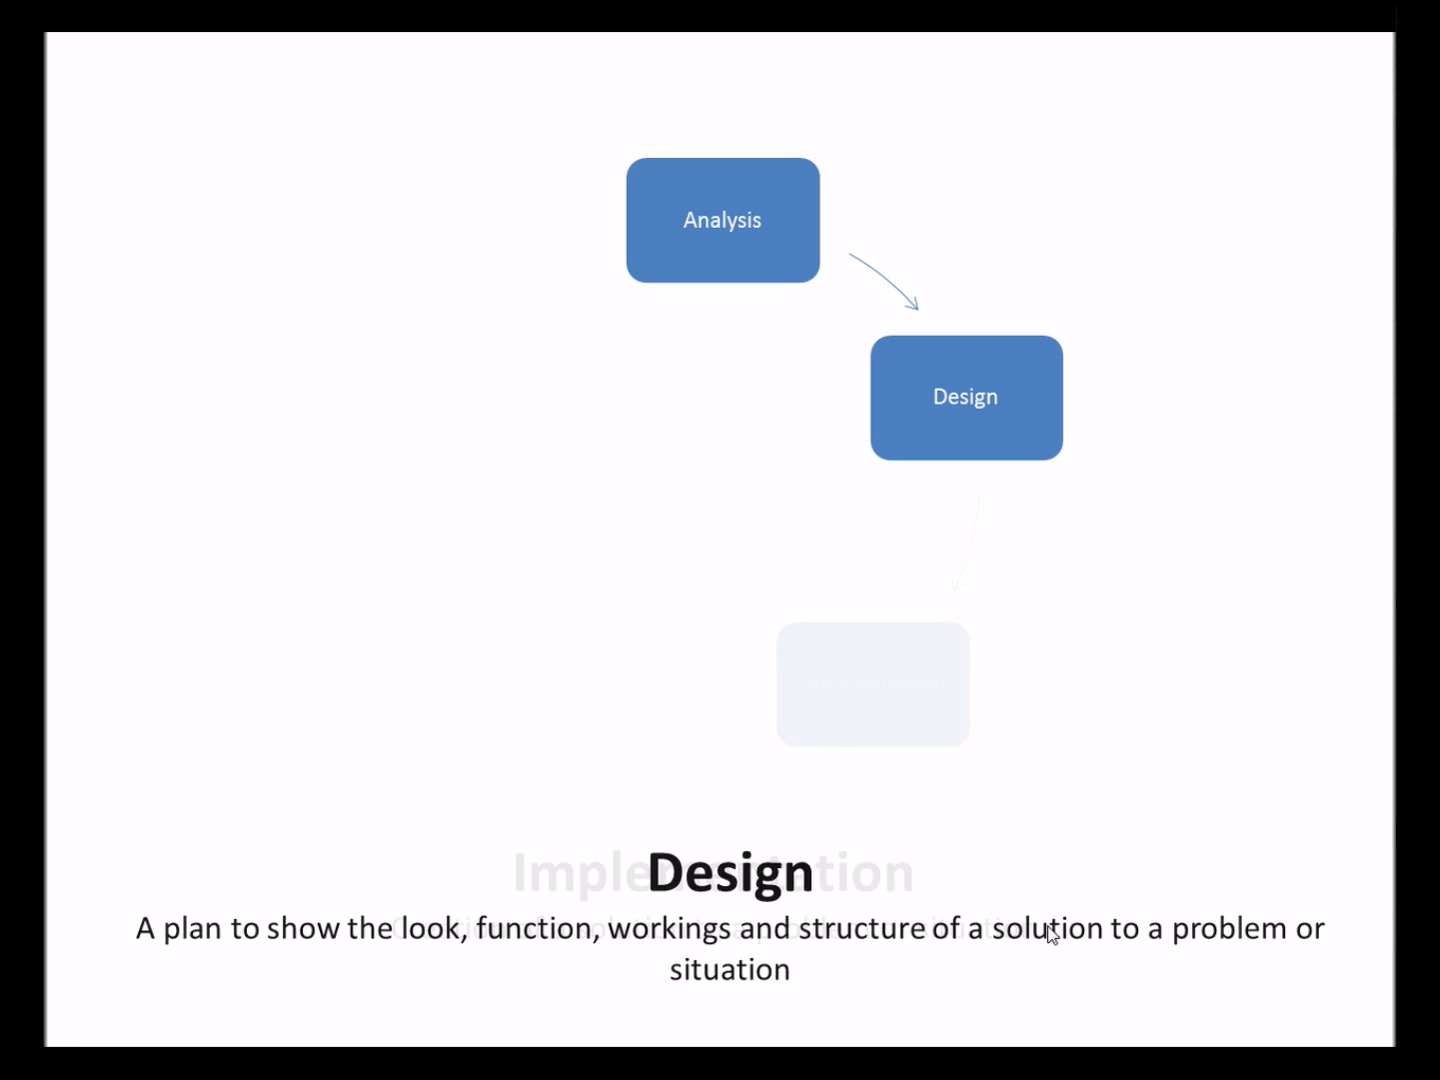 Analysis
Design
Implementation
Design
A plan to show the look, function, workings and structure of a solution to a problem or
situation